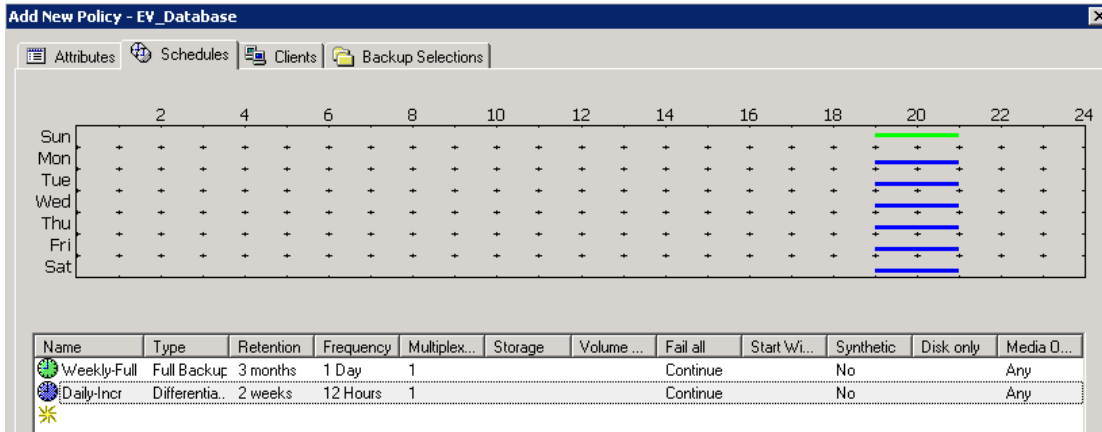 Add New Policy - EV_Database
Attributes Schedules Clients Backup Selections
2 4 6 8 10 12 14 16 18 20 22 24
Sun
Mon
Tue
Wed
Thu
Fri
Sat
Name Type Retention Frequency Multiplex... Storage Volume ... Fail all Start Wi... Synthetic Disk only Media O...
Weekly-Full Full Backup 3 months 1 Day 1 Continue No Any
Daily-Incr Differentia.. 2 weeks 12 Hours 1 Continue No Any